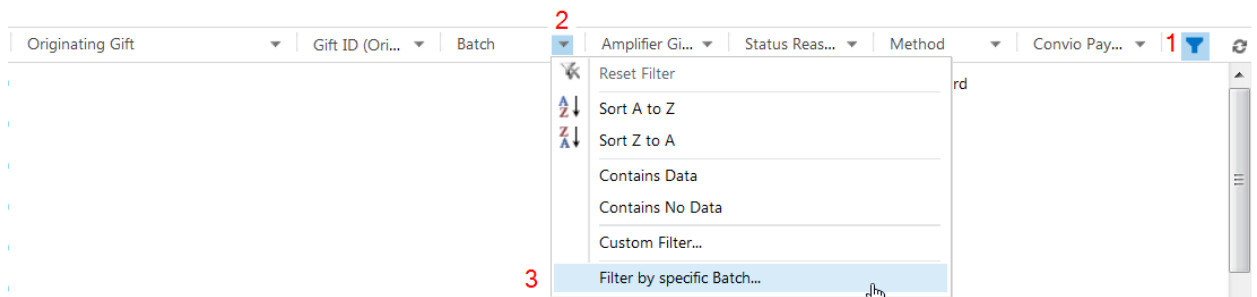 2
Originating Gift Gift ID (Ori... Batch Amplifier Gi... Status Reas... Method Convio Pay... 1
Reset Filter rd
A Z Sort A to Z
Z A Sort Z to A
Contains Data
Contains No Data
Custom Filter...
3 Filter by specific Batch...